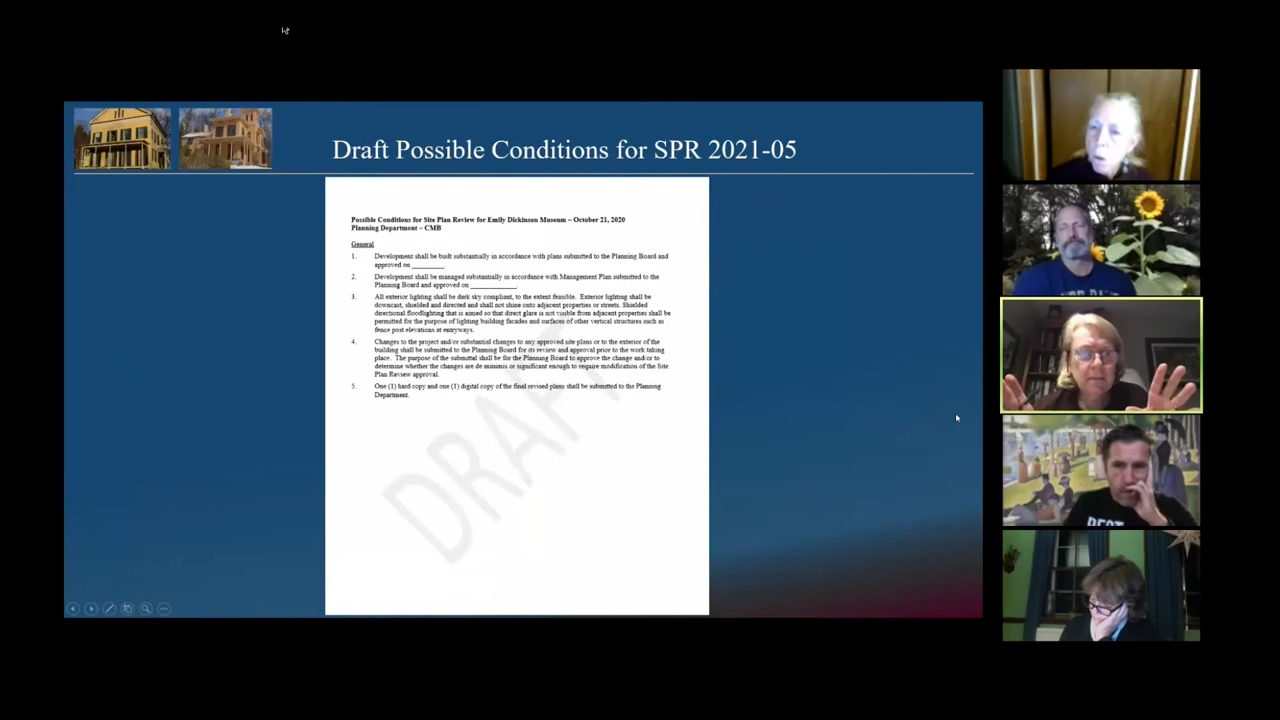 Draft Possible Conditions for SPR 2021-05
Possible Conditions for Site Plan Review for Emily Dickinson Museum – October 21, 2020
Planning Department – CMB
General
1. Development shall be built substantially in accordance with plans submitted to the Planning Board and
approved on _________.
2. Development shall be managed substantially in accordance with Management Plan submitted to the
Planning Board and approved on _____________.
3. All exterior lighting shall be dark sky compliant, to the extent feasible. Exterior lighting shall be
downcast, shielded and directed and shall not shine onto adjacent properties or streets. Shielded
directional floodlighting that is aimed so that direct glare is not visible from adjacent properties shall be
permitted for the purpose of lighting building facades and surfaces of other vertical structures such as
fence post elevations at entryways.
4. Changes to the project and/or substantial changes to any approved site plans or to the exterior of the
building shall be submitted to the Planning Board for its review and approval prior to the work taking
place. The purpose of the submittal shall be for the Planning Board to approve the change and/or to
determine whether the changes are de minimis or significant enough to require modification of the Site
Plan Review approval.
5. One (1) hard copy and one (1) digital copy of the final revised plans shall be submitted to the Planning
Department.
DRAFT